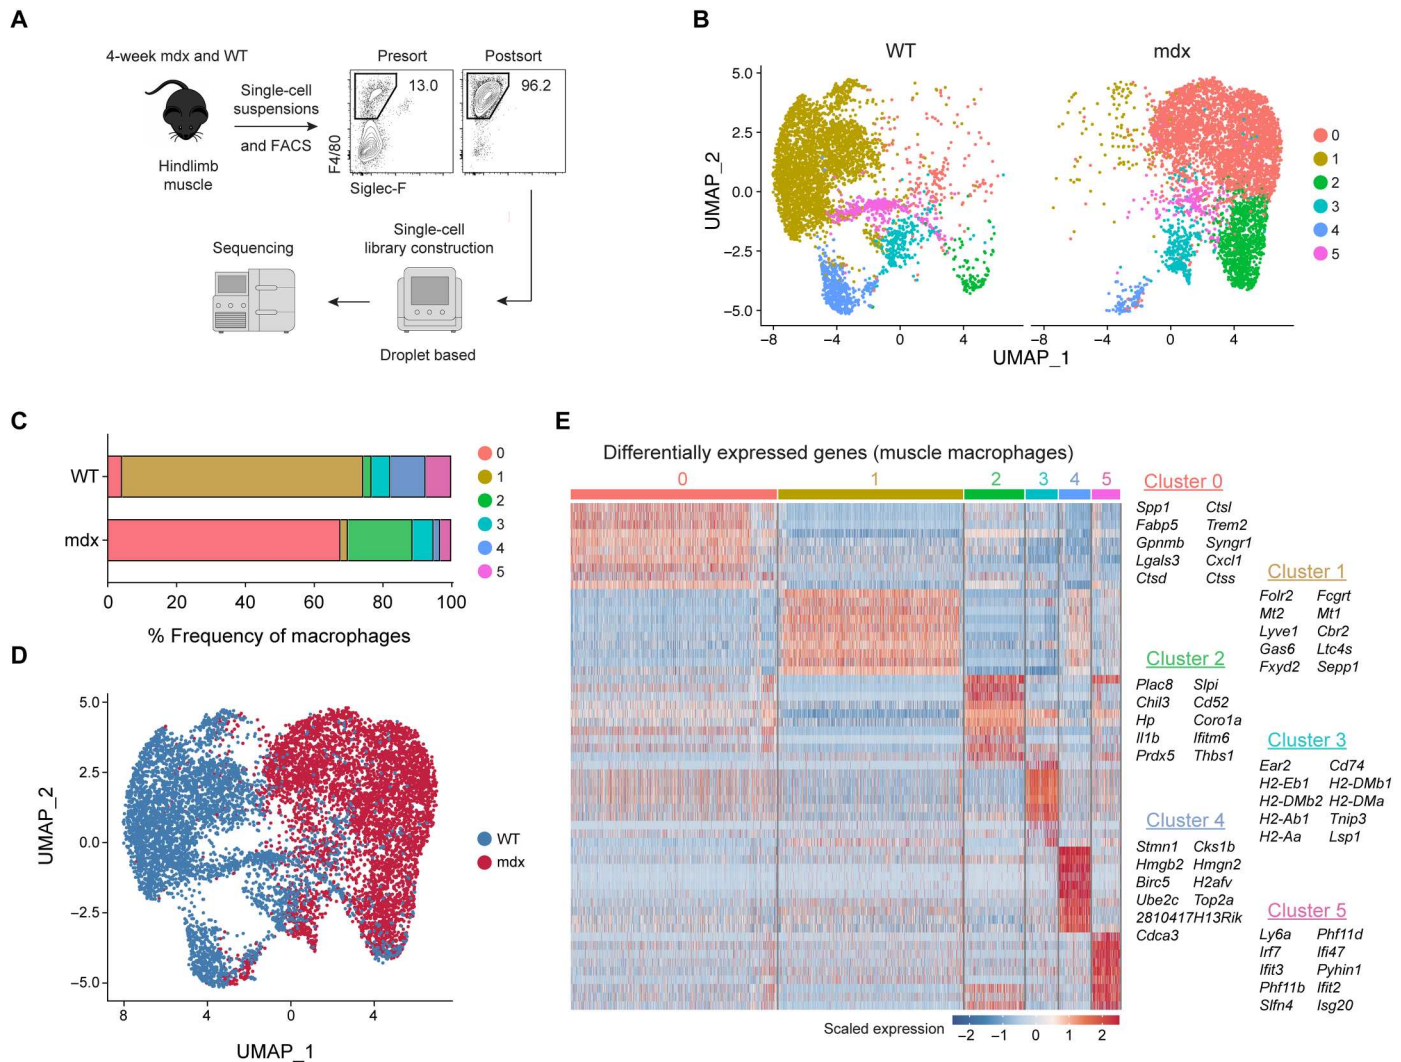 A
4-week mdx and WT
Hindlimb
muscle
Single-cell
suspensions
and FACS
Presort
Postsort
13.0
96.2
F4/80
Siglec-F
Sequencing
Single-cell
library construction
Droplet based
B
WT
mdx
5.0
2.5
0.0
−2.5
−5.0
UMAP_2
−8
−4
0
4
−8
−4
0
4
UMAP_1
0
1
2
3
4
5
C
WT
mdx
0
20
40
60
80
100
% Frequency of macrophages
0
1
2
3
4
5
D
5.0
2.5
0.0
−2.5
−5.0
UMAP_2
8
4
0
4
UMAP_1
WT
mdx
E
Differentially expressed genes (muscle macrophages)
0
1
2
3
4
5
Cluster 0
Spp1 Ctsl
Fabp5 Trem2
Gpnmb Syngr1
Lgals3 Cxcl1
Ctsd Ctss
Cluster 1
Folr2 Fcgrt
Mt2 Mt1
Lyve1 Cbr2
Gas6 Ltc4s
Fxyd2 Sepp1
Cluster 2
Plac8 Slpi
Chil3 Cd52
Hp Coro1a
Il1b Ifitm6
Prdx5 Thbs1
Cluster 3
Ear2 Cd74
H2-Eb1 H2-DMb1
H2-DMb2 H2-DMa
H2-Ab1 Tnip3
H2-Aa Lsp1
Cluster 4
Stmn1 Cks1b
Hmgb2 Hmgn2
Birc5 H2afv
Ube2c Top2a
2810417H13Rik
Cdca3
Cluster 5
Ly6a Phf11d
Irf7 Ifi47
Ifit3 Pyhin1
Phf11b Ifit2
Slfn4 Isg20
Scaled expression
−2
−1
0
1
2